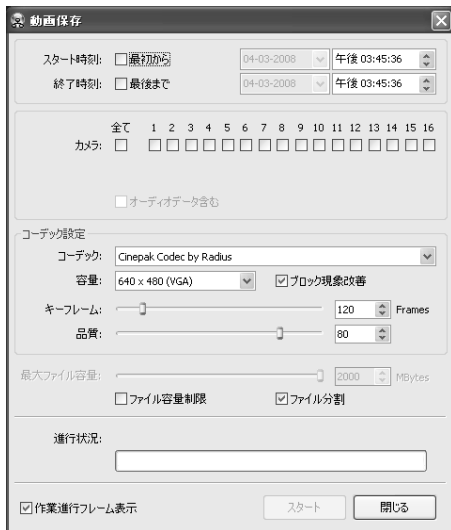 動画保存
スタート時刻: 最初から 04-03-2008 午後 03:45:36
終了時刻: 最後まで 04-03-2008 午後 03:45:36
全て 1 2 3 4 5 6 7 8 9 10 11 12 13 14 15 16
カメラ:
オーディオデータ含む
コーデック設定
コーデック: Cinepak Codec by Radius
容量: 640 x 480 (VGA) ブロック現象改善
キーフレーム: 120 Frames
品質: 80
最大ファイル容量: 2000 MBytes
ファイル容量制限 ファイル分割
進行状況:
作業進行フレーム表示 スタート 閉じる